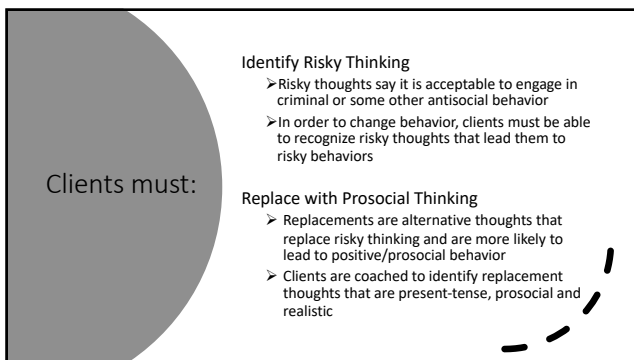 Clients must:
Identify Risky Thinking
➢Risky thoughts say it is acceptable to engage in
criminal or some other antisocial behavior
➢In order to change behavior, clients must be able
to recognize risky thoughts that lead them to
risky behaviors
Replace with Prosocial Thinking
➢ Replacements are alternative thoughts that
replace risky thinking and are more likely to
lead to positive/prosocial behavior
➢ Clients are coached to identify replacement
thoughts that are present-tense, prosocial and
realistic